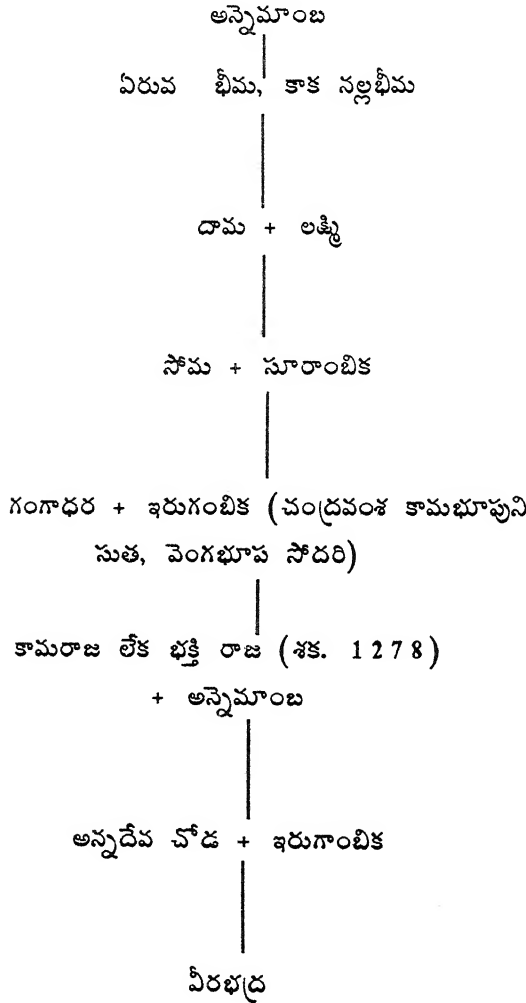 అన్నెమాంబ
ఏరువ భీమ, కాక నల్లభీమ
దామ + లక్ష్మి
సోమ + సూరాంబిక
గంగాధర + ఇరుగంబిక (చంద్రవంశ కామభూపుని
సుత, వెంగభూప సోదరి)
కామరాజ లేక భక్తి రాజ (శక. 1278)
+ అన్నెమాంబ
అన్నదేవ చోడ + ఇరుగాంబిక
వీరభద్ర